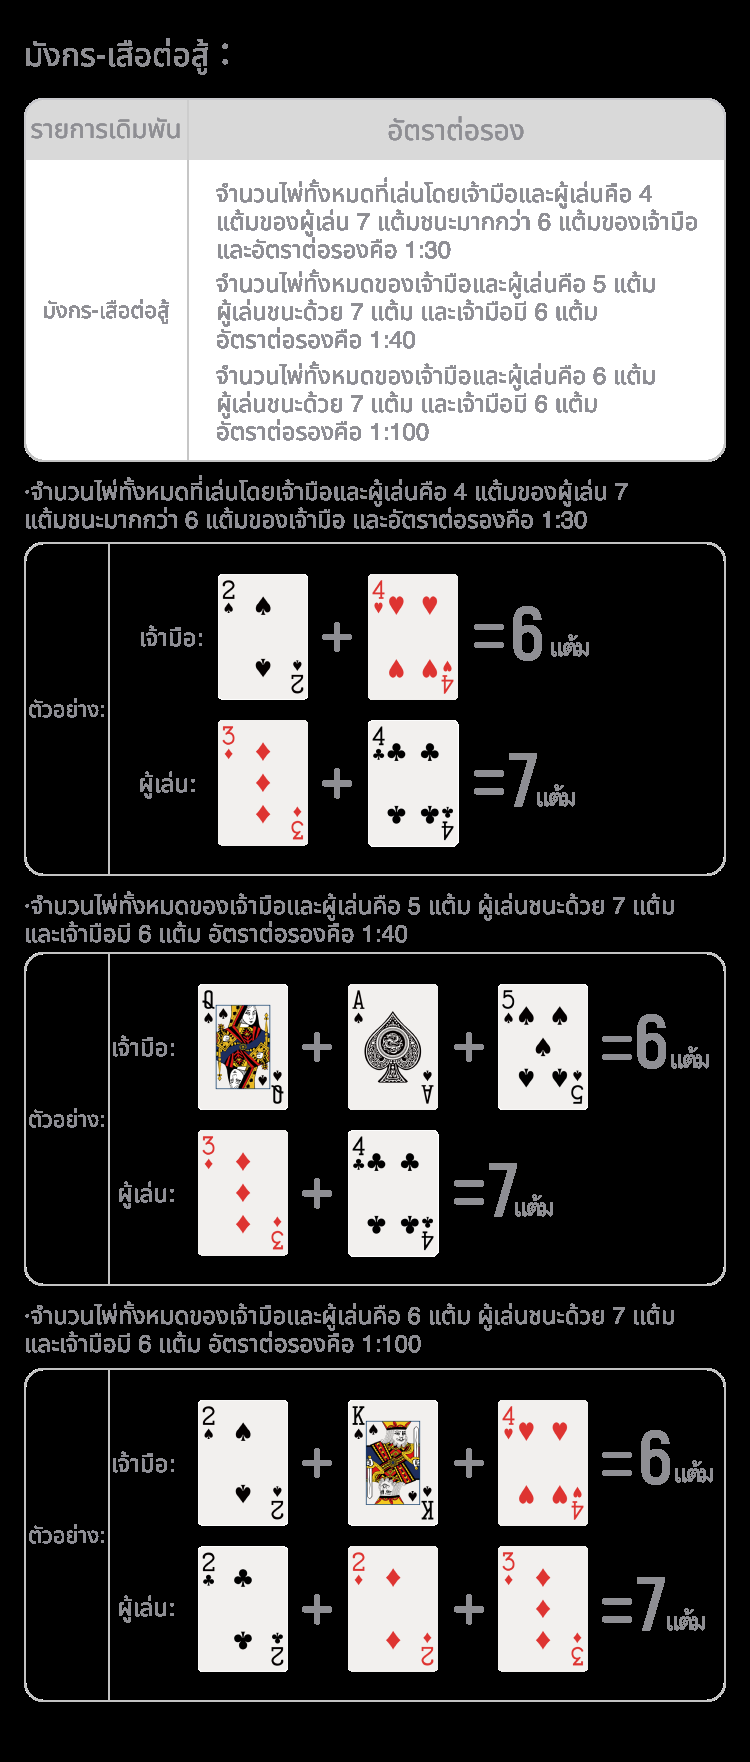 มังกร-เสือต่อสู้ :
รายการเดิมพัน
อัตราต่อรอง
มังกร-เสือต่อสู้
จำนวนไพ่ทั้งหมดที่เล่นโดยเจ้ามือและผู้เล่นคือ 4
แต้มของผู้เล่น 7 แต้มชนะมากกว่า 6 แต้มของเจ้ามือ
และอัตราต่อรองคือ 1:30
จำนวนไพ่ทั้งหมดของเจ้ามือและผู้เล่นคือ 5 แต้ม
ผู้เล่นชนะด้วย 7 แต้ม และเจ้ามือมี 6 แต้ม
อัตราต่อรองคือ 1:40
จำนวนไพ่ทั้งหมดของเจ้ามือและผู้เล่นคือ 6 แต้ม
ผู้เล่นชนะด้วย 7 แต้ม และเจ้ามือมี 6 แต้ม
อัตราต่อรองคือ 1:100
·จำนวนไพ่ทั้งหมดที่เล่นโดยเจ้ามือและผู้เล่นคือ 4 แต้มของผู้เล่น 7
แต้มชนะมากกว่า 6 แต้มของเจ้ามือ และอัตราต่อรองคือ 1:30
ตัวอย่าง:
เจ้ามือ: 2 2 + 4 4 =6 แต้ม
ผู้เล่น: 3 3 + 4 4 =7 แต้ม
·จำนวนไพ่ทั้งหมดของเจ้ามือและผู้เล่นคือ 5 แต้ม ผู้เล่นชนะด้วย 7 แต้ม
และเจ้ามือมี 6 แต้ม อัตราต่อรองคือ 1:40
ตัวอย่าง:
เจ้ามือ: Q Q + A A + 5 5 =6 แต้ม
ผู้เล่น: 3 3 + 4 4 =7 แต้ม
·จำนวนไพ่ทั้งหมดของเจ้ามือและผู้เล่นคือ 6 แต้ม ผู้เล่นชนะด้วย 7 แต้ม
และเจ้ามือมี 6 แต้ม อัตราต่อรองคือ 1:100
ตัวอย่าง:
เจ้ามือ: 2 2 + K K + 4 4 =6 แต้ม
ผู้เล่น: 2 2 + 2 2 + 3 3 =7 แต้ม